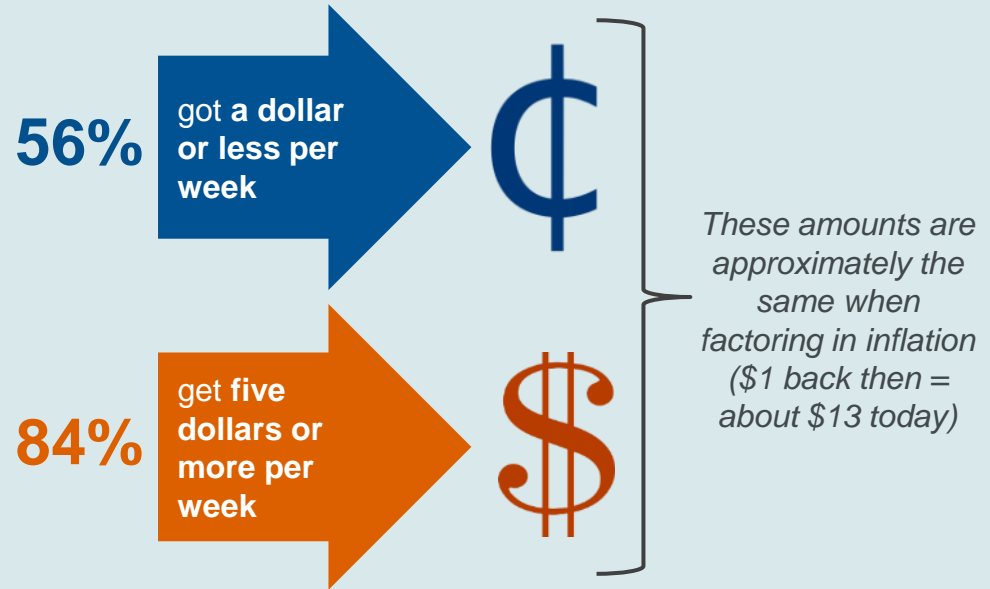 56%
got a dollar
or less per
week
¢
84%
get five
dollars or
more per
week
$
These amounts are
approximately the
same when
factoring in inflation
($1 back then =
about $13 today)